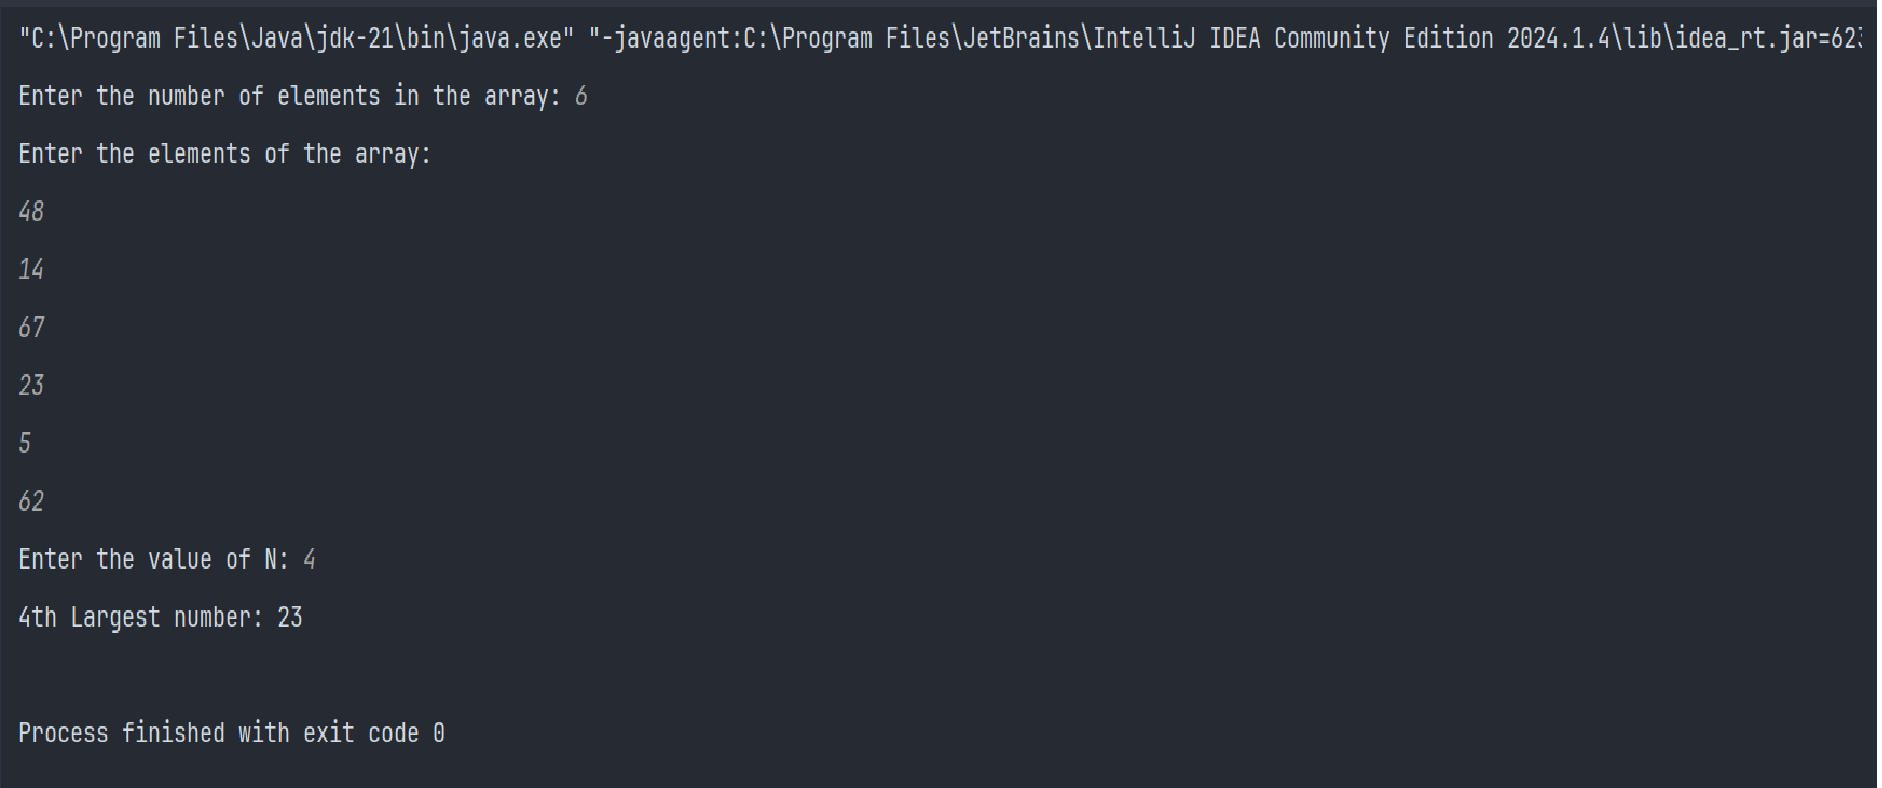 "C:\Program Files\Java\jdk-21\bin\java.exe" "-javaagent:C:\Program Files\JetBrains\IntelliJ IDEA Community Edition 2024.1.4\lib\idea_rt.jar=62
Enter the number of elements in the array: 6
Enter the elements of the array:
48
14
67
23
5
62
Enter the value of N: 4
4th Largest number: 23
Process finished with exit code 0